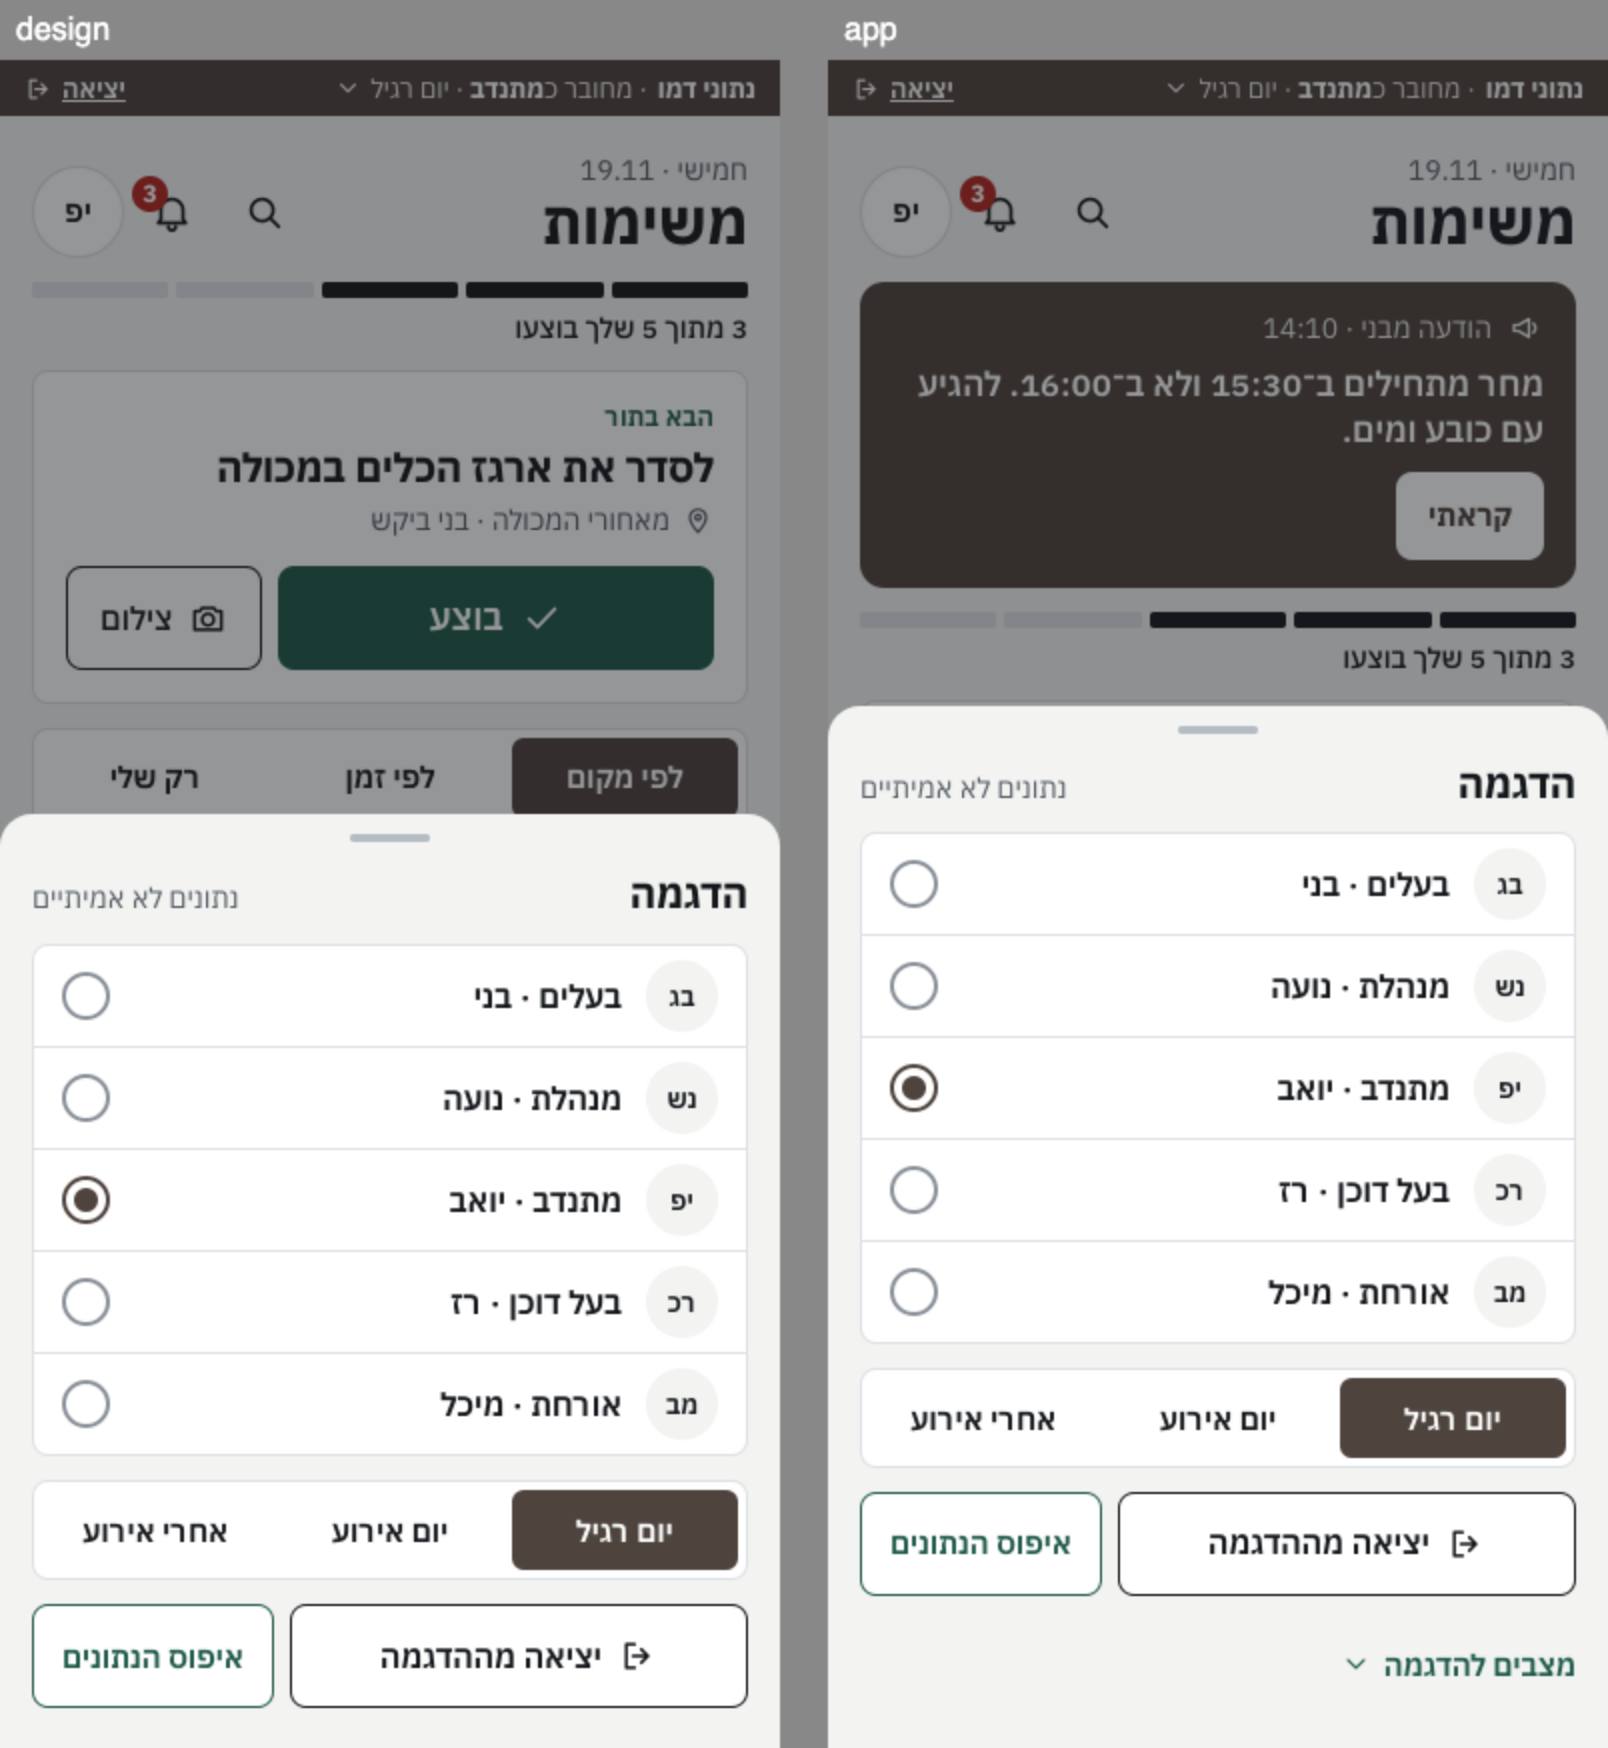 design
נתוני דמו · מחובר כמתנדב · יום רגיל
יציאה
חמישי · 19.11
משימות
3
יפ
3 מתוך 5 שלך בוצעו
הבא בתור
לסדר את ארגז הכלים במכולה
מאחורי המכולה · בני ביקש
בוצע
צילום
לפי מקום
לפי זמן
רק שלי
הדגמה
נתונים לא אמיתיים
בג
בעלים · בני
נש
מנהלת · נועה
יפ
מתנדב · יואב
רכ
בעל דוכן · רז
מב
אורחת · מיכל
יום רגיל
יום אירוע
אחרי אירוע
יציאה מההדגמה
איפוס הנתונים
app
נתוני דמו · מחובר כמתנדב · יום רגיל
יציאה
חמישי · 19.11
משימות
3
יפ
הודעה מבני · 14:10
מחר מתחילים ב־15:30 ולא ב־16:00. להגיע
עם כובע ומים.
קראתי
3 מתוך 5 שלך בוצעו
הדגמה
נתונים לא אמיתיים
בג
בעלים · בני
נש
מנהלת · נועה
יפ
מתנדב · יואב
רכ
בעל דוכן · רז
מב
אורחת · מיכל
יום רגיל
יום אירוע
אחרי אירוע
יציאה מההדגמה
איפוס הנתונים
מצבים להדגמה